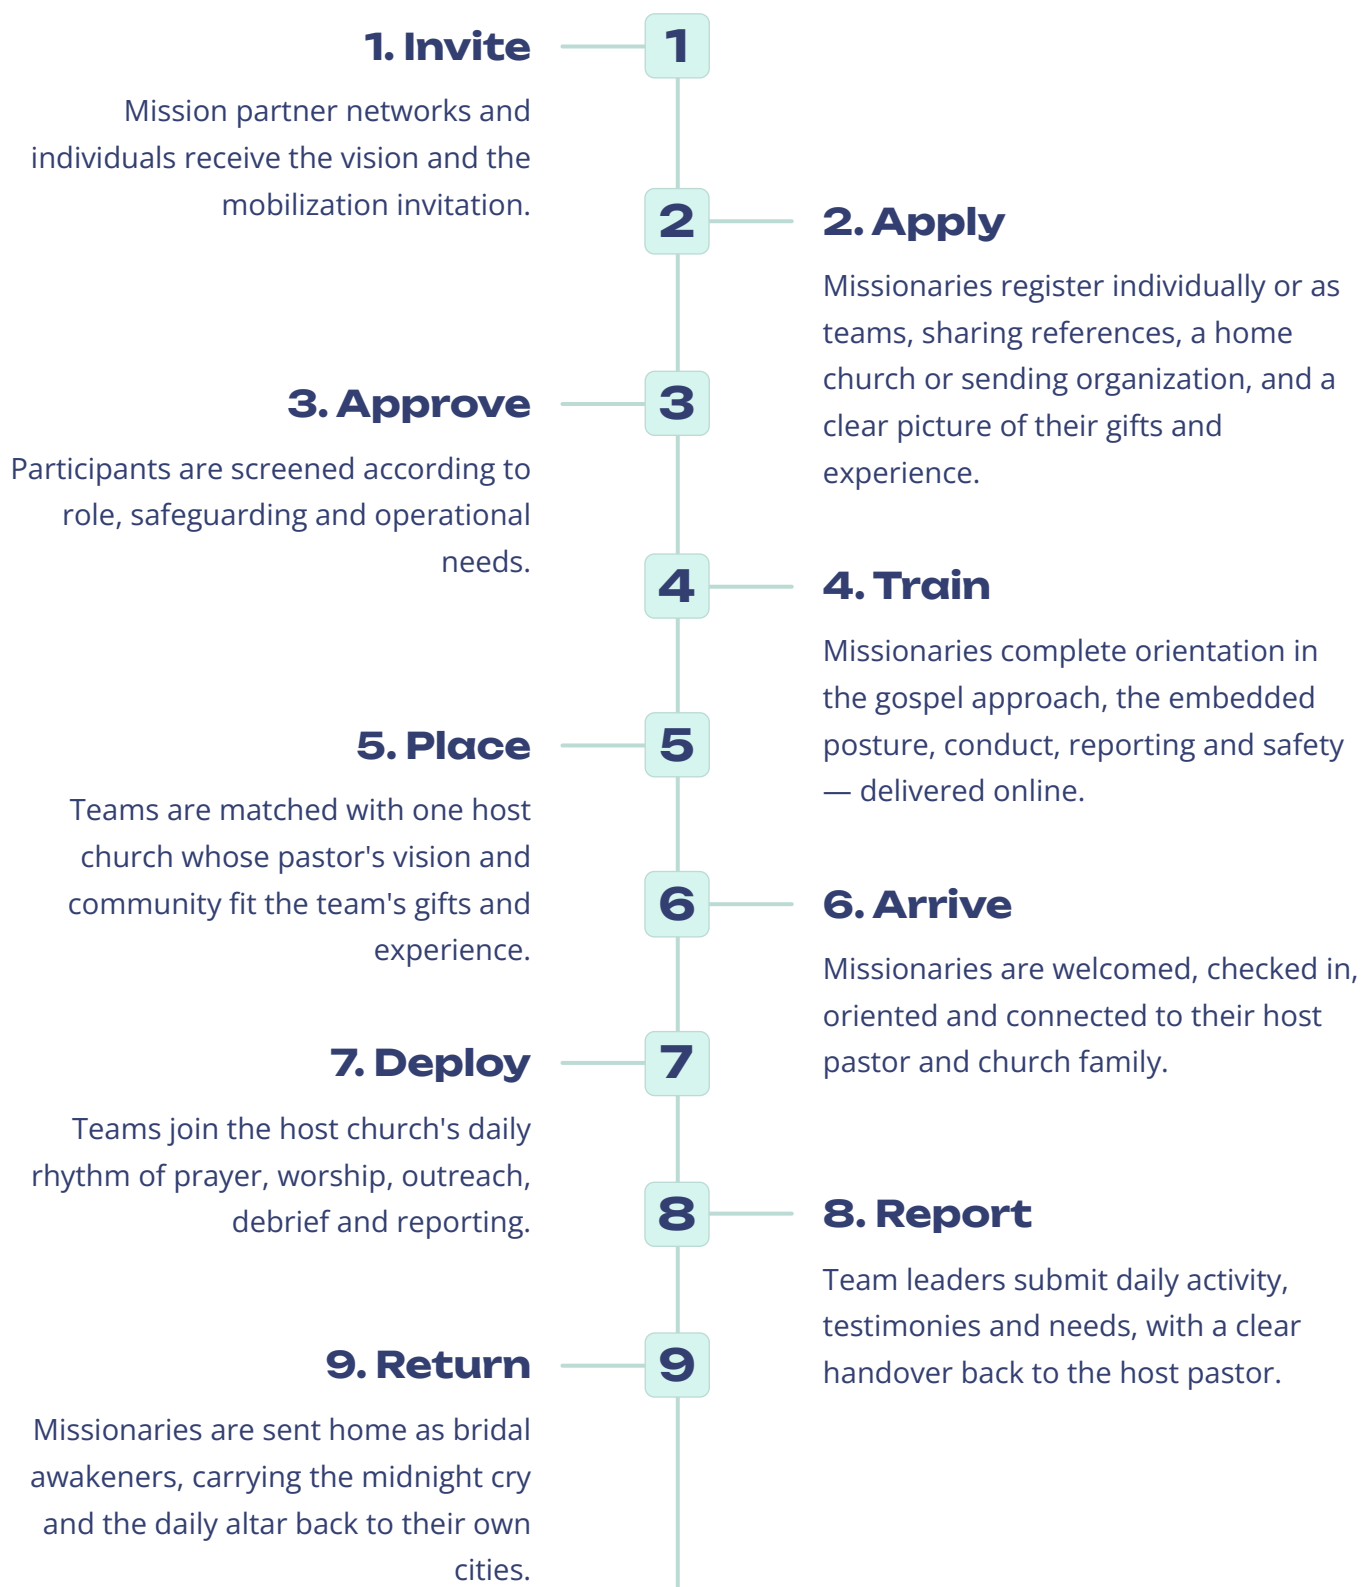 1. Invite
1
Mission partner networks and
individuals receive the vision and the
mobilization invitation.
2
2. Apply
Missionaries register individually or as
teams, sharing references, a home
church or sending organization, and a
clear picture of their gifts and
experience.
3. Approve
3
Participants are screened according to
role, safeguarding and operational
needs.
4
4. Train
Missionaries complete orientation in
the gospel approach, the embedded
posture, conduct, reporting and safety
— delivered online.
5. Place
5
Teams are matched with one host
church whose pastor's vision and
community fit the team's gifts and
experience.
6
6. Arrive
Missionaries are welcomed, checked in,
oriented and connected to their host
pastor and church family.
7. Deploy
7
Teams join the host church's daily
rhythm of prayer, worship, outreach,
debrief and reporting.
8
8. Report
Team leaders submit daily activity,
testimonies and needs, with a clear
handover back to the host pastor.
9. Return
9
Missionaries are sent home as bridal
awakeners, carrying the midnight cry
and the daily altar back to their own
cities.